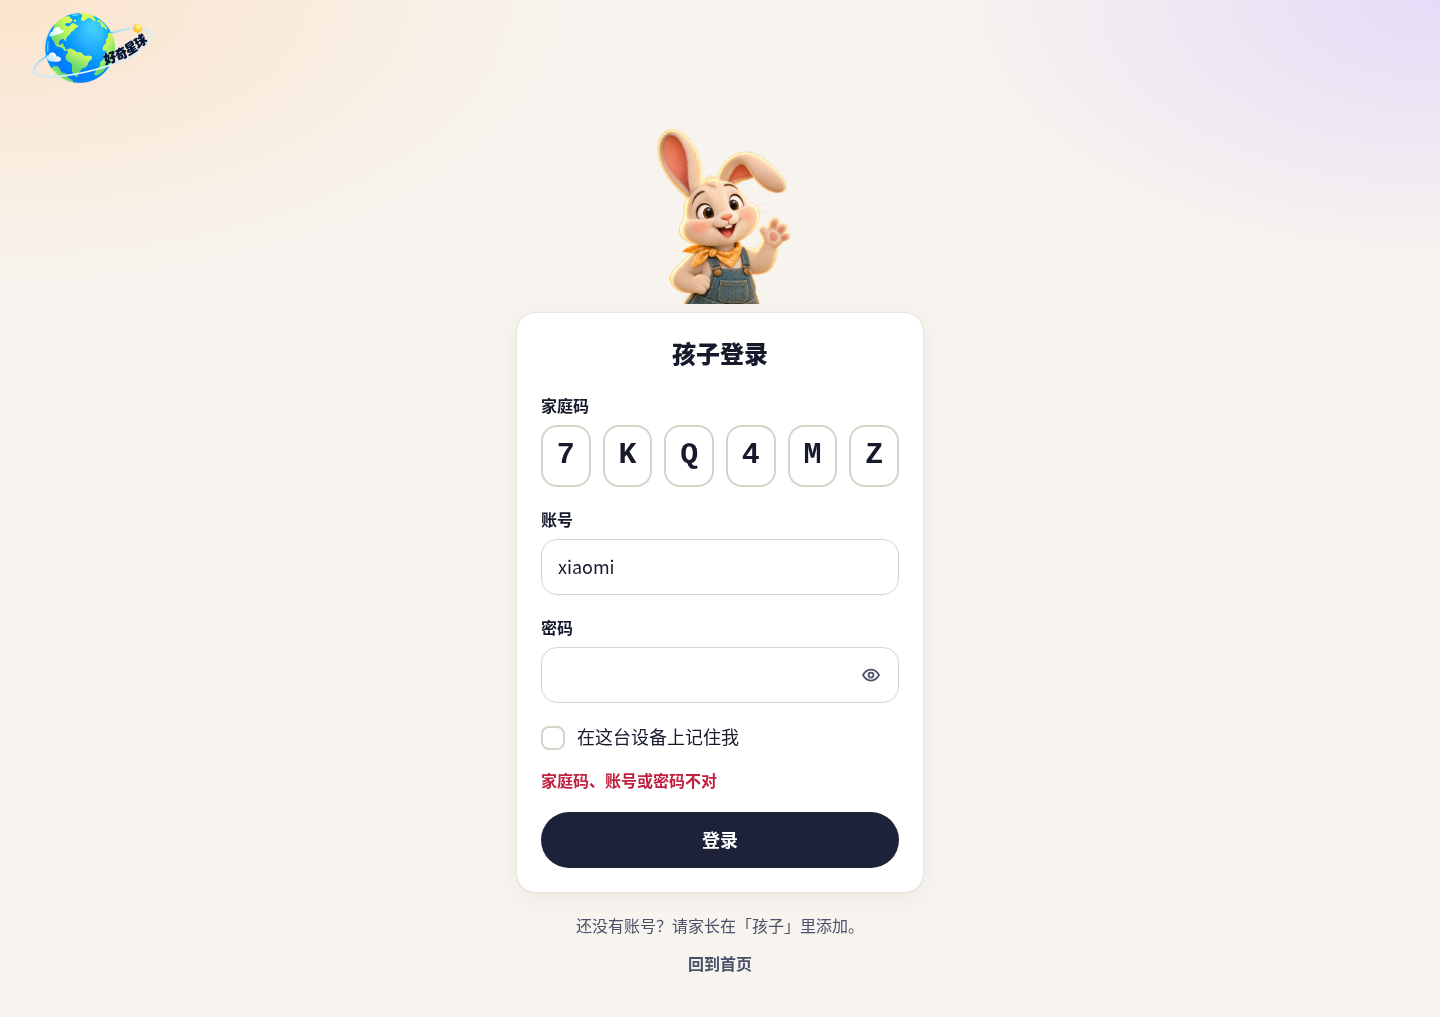 好奇星球
孩子登录
家庭码
7 K Q 4 M Z
账号
xiaomi
密码
在这台设备上记住我
家庭码、账号或密码不对
登录
还没有账号？请家长在「孩子」里添加。
回到首页